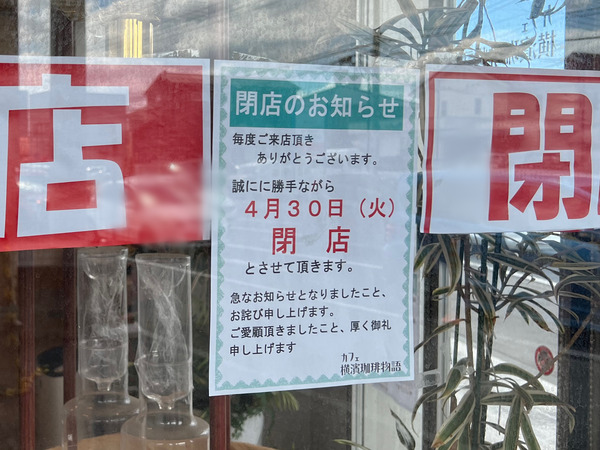 店
閉店のお知らせ
毎度ご来店頂き
ありがとうございます。
誠にに勝手ながら
4月30日（火）
閉 店
とさせて頂きます。
急なお知らせとなりましたこと、
お詫び申し上げます。
ご愛顧頂きましたこと、厚く御礼
申し上げます
カフェ
横濱珈琲物語
閉